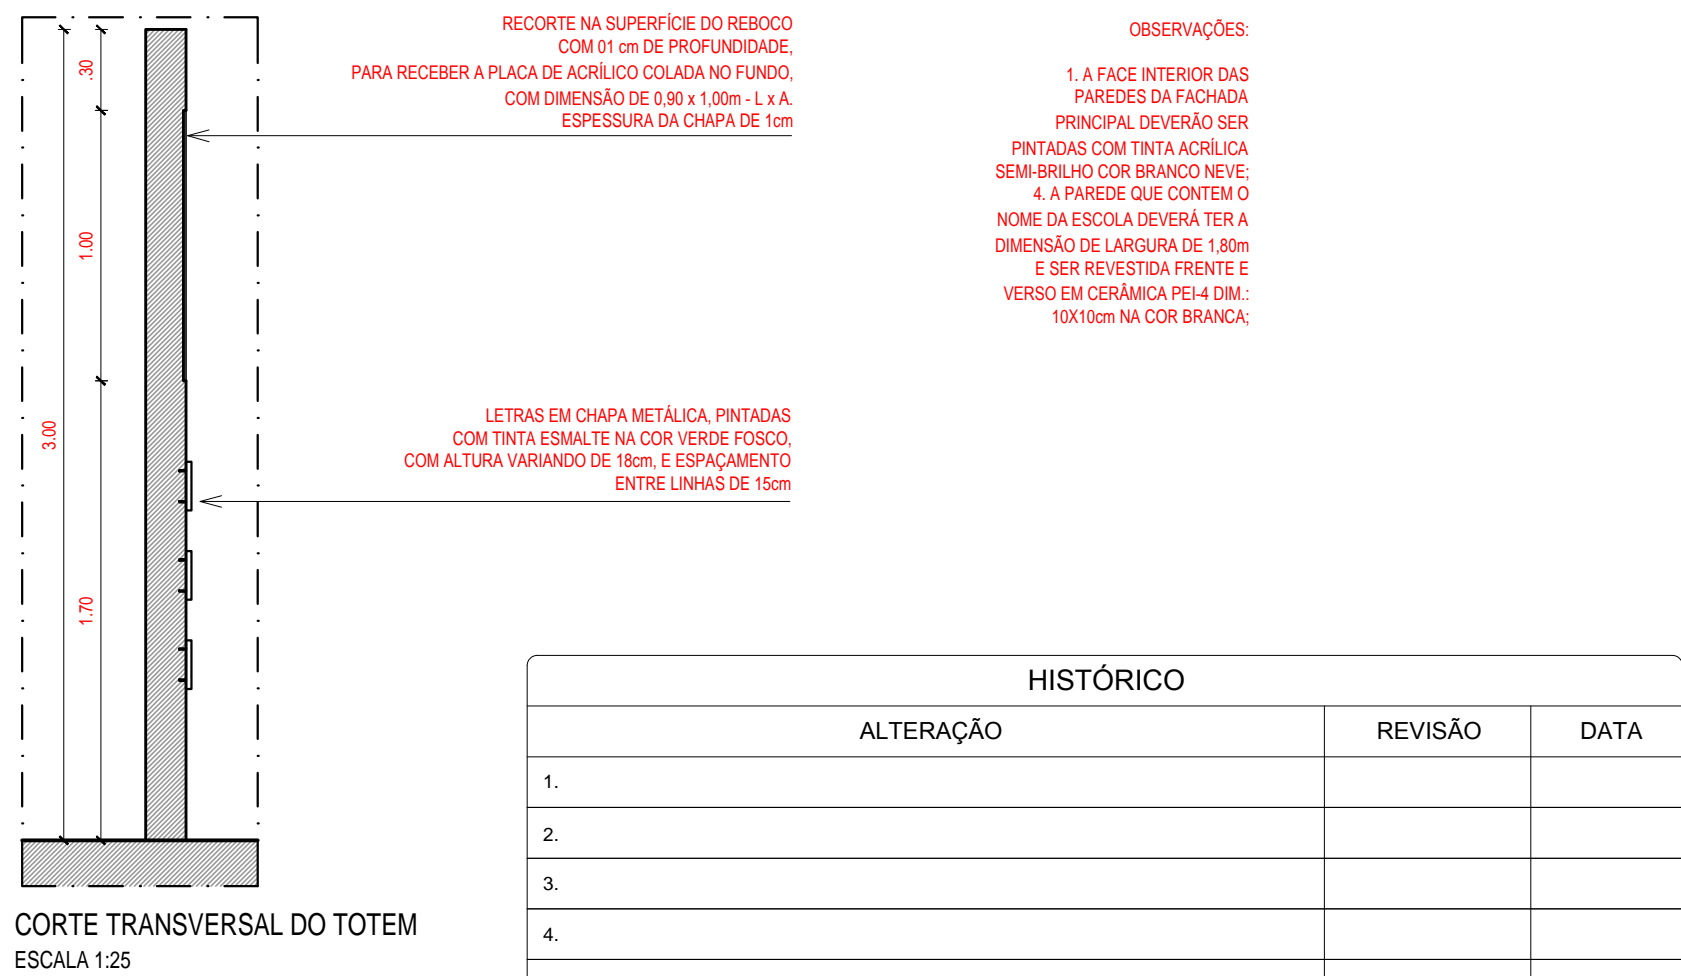 RECORTE NA SUPERFÍCIE DO REBOCO
COM 01 cm DE PROFUNDIDADE,
PARA RECEBER A PLACA DE ACRÍLICO COLADA NO FUNDO,
COM DIMENSÃO DE 0,90 x 1,00m - L x A.
ESPESSURA DA CHAPA DE 1cm
OBSERVAÇÕES:
1. A FACE INTERIOR DAS
PAREDES DA FACHADA
PRINCIPAL DEVERÃO SER
PINTADAS COM TINTA ACRÍLICA
SEMI-BRILHO COR BRANCO NEVE;
4. A PAREDE QUE CONTEM O
NOME DA ESCOLA DEVERÁ TER A
DIMENSÃO DE LARGURA DE 1,80m
E SER REVESTIDA FRENTE E
VERSO EM CERÂMICA PEI-4 DIM.:
10X10cm NA COR BRANCA;
.30
1.00
3.00
1.70
LETRAS EM CHAPA METÁLICA, PINTADAS
COM TINTA ESMALTE NA COR VERDE FOSCO,
COM ALTURA VARIANDO DE 18cm, E ESPAÇAMENTO
ENTRE LINHAS DE 15cm
CORTE TRANSVERSAL DO TOTEM
ESCALA 1:25
HISTÓRICO
ALTERAÇÃO REVISÃO DATA
1.
2.
3.
4.